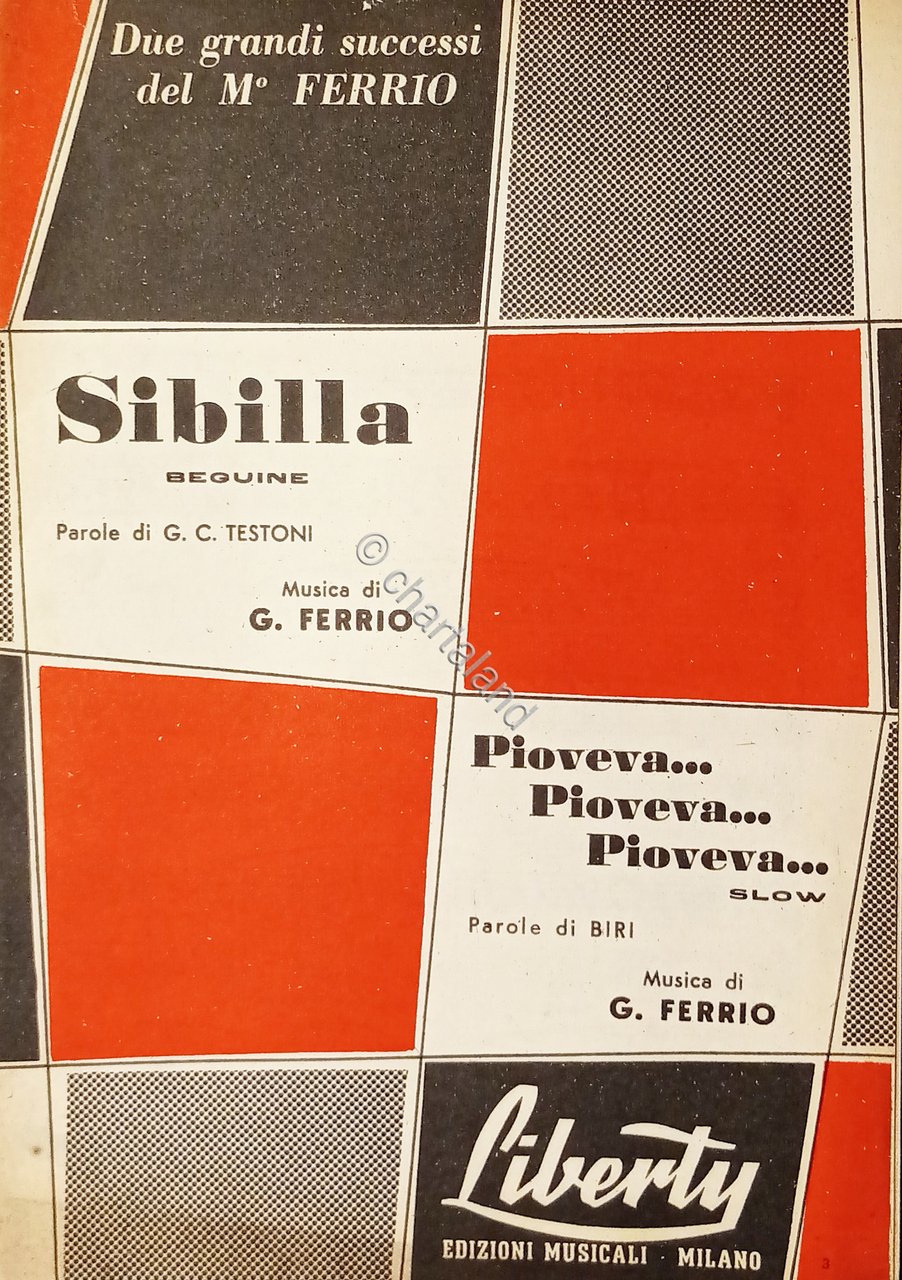 Due grandi successi
del Mº FERRIO
Sibilla
BEGUINE
Parole di G. C. TESTONI
Musica di
G. FERRIO
© chartaland
Pioveva...
Pioveva...
Pioveva...
SLOW
Parole di BIRI
Musica di
G. FERRIO
Liberty
EDIZIONI MUSICALI - MILANO
3